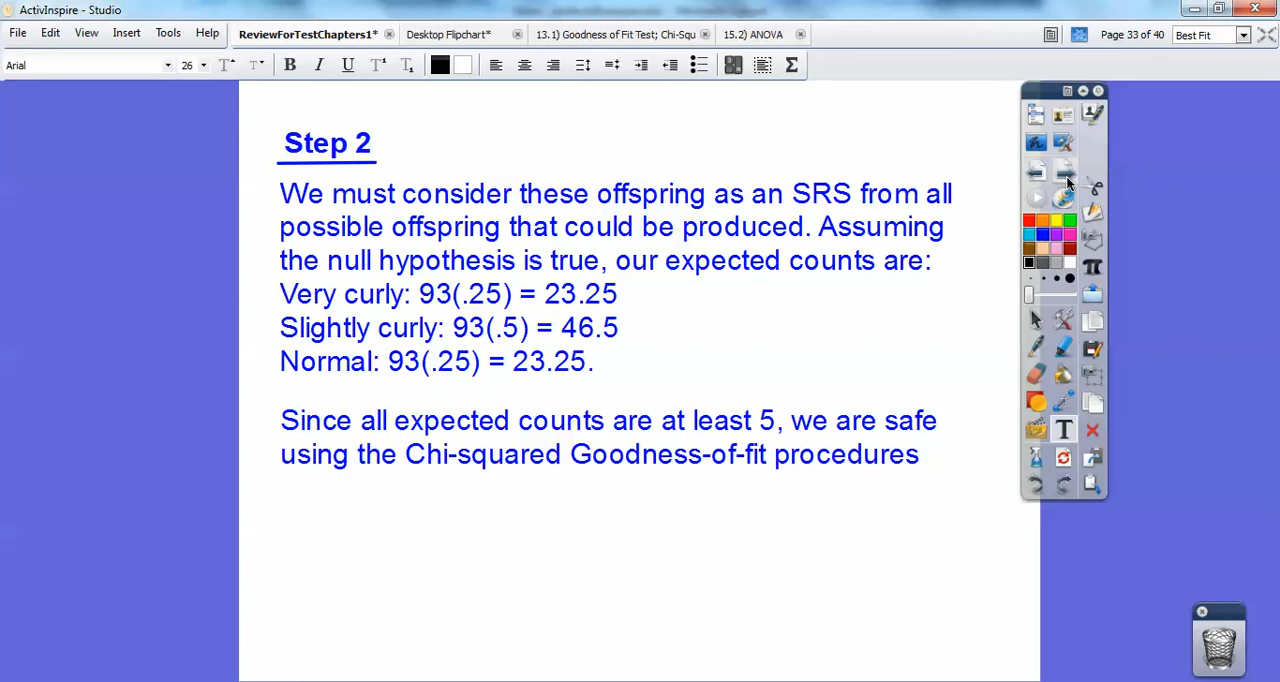 ActivInspire - Studio
File Edit View Insert Tools Help
ReviewForTestChapters1* Desktop Flipchart* 13.1) Goodness of Fit Test; Chi-Squ 15.2) ANOVA Page 33 of 40 Best Fit
Arial 26 T T B I U T T Σ
Step 2
We must consider these offspring as an SRS from all
possible offspring that could be produced. Assuming
the null hypothesis is true, our expected counts are:
Very curly: 93(.25) = 23.25
Slightly curly: 93(.5) = 46.5
Normal: 93(.25) = 23.25.
Since all expected counts are at least 5, we are safe
using the Chi-squared Goodness-of-fit procedures